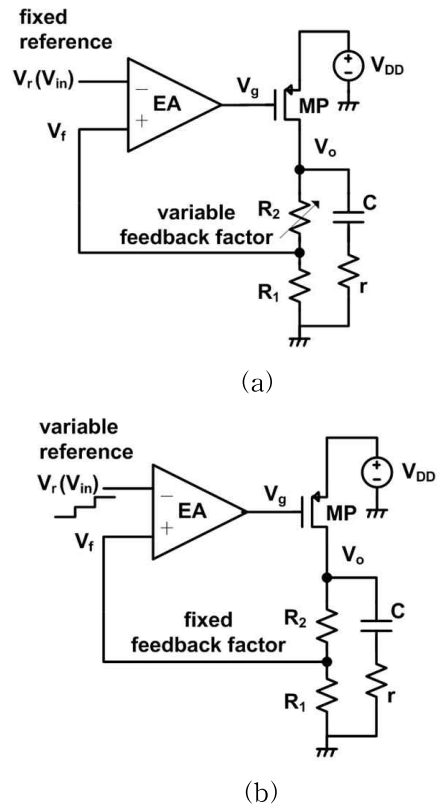 fixed
reference
Vr(Vin)
Vf
−
+
EA
Vg
MP
+
−
VDD
Vo
variable
feedback factor
R2
C
R1
r
(a)
variable
reference
Vr(Vin)
Vf
−
+
EA
Vg
MP
+
−
VDD
Vo
fixed
feedback factor
R2
C
R1
r
(b)